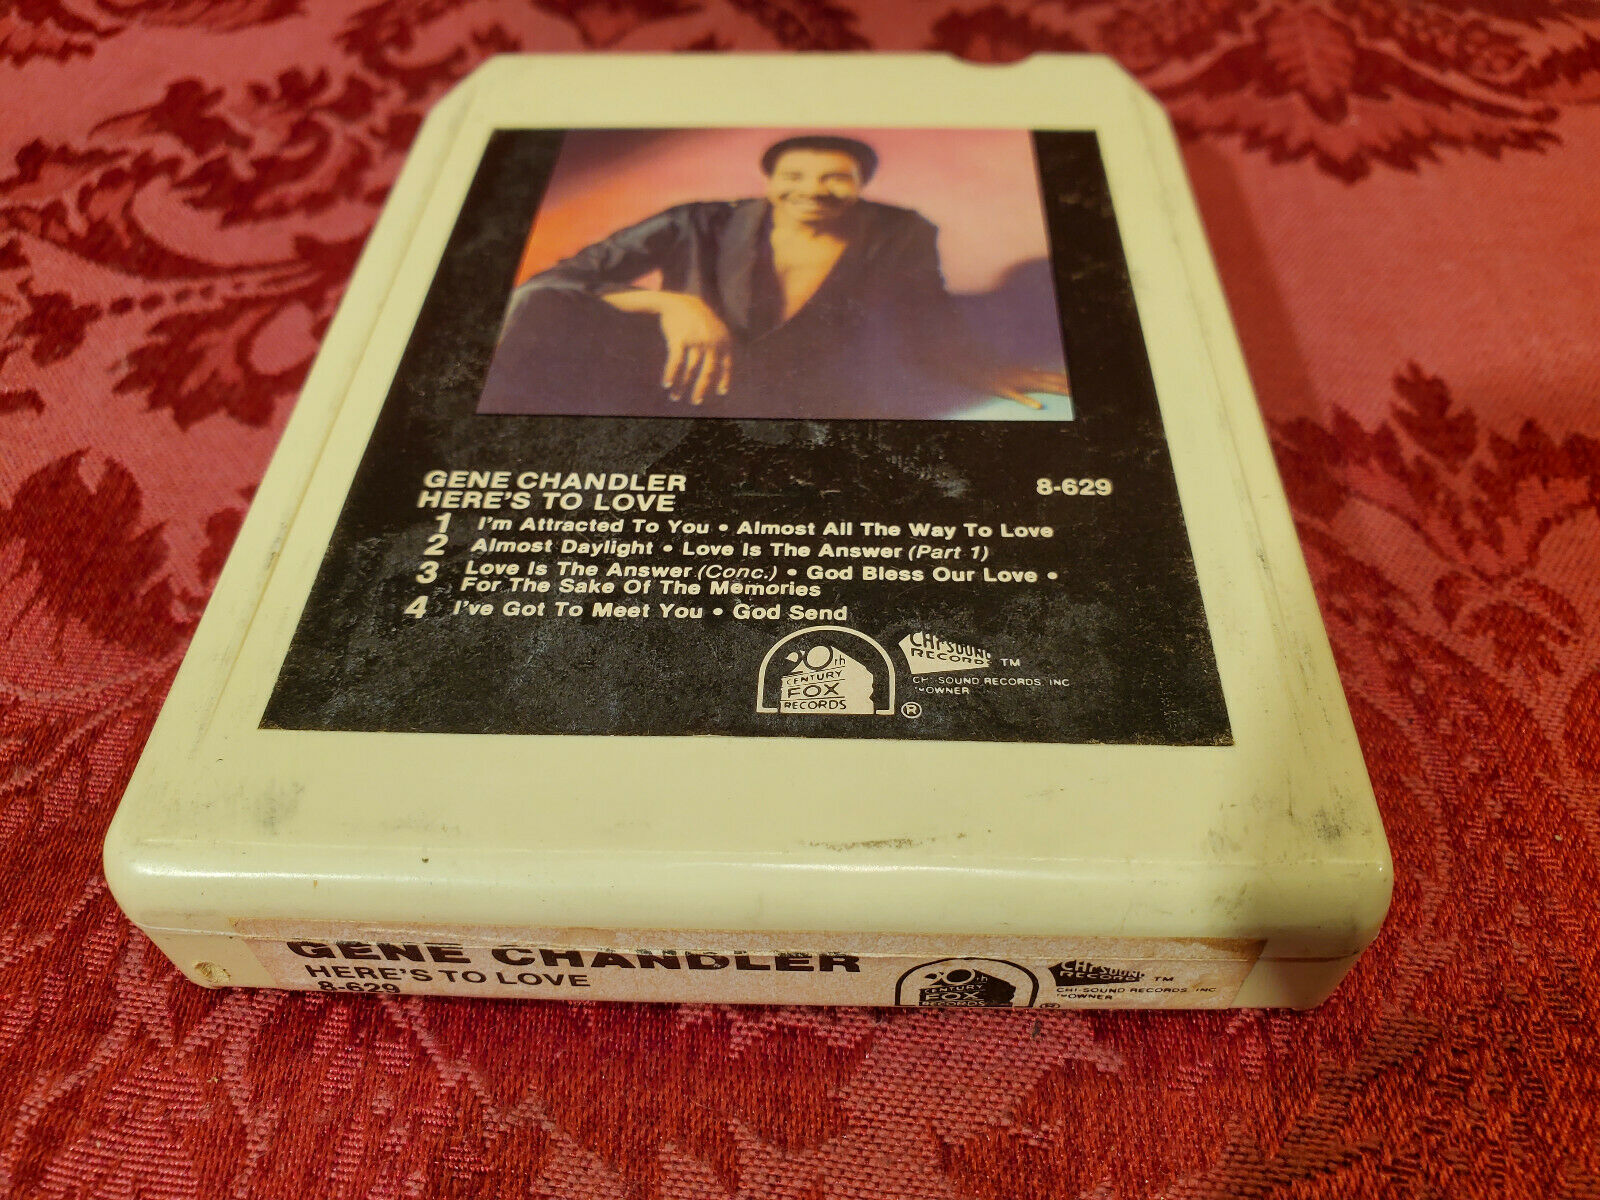 GENE CHANDLER
8-629
HERE'S TO LOVE
1 I'm Attracted To You • Almost All The Way To Love
2 Almost Daylight • Love Is The Answer (Part 1)
3 Love Is The Answer (Conc.) • God Bless Our Love •
For The Sake Of The Memories
4 I've Got To Meet You • God Send
20th
CENTURY
FOX
RECORDS ®
CHI-SOUND
RECORDS TM
CHI-SOUND RECORDS, INC
OWNER
GENE CHANDLER
HERE'S TO LOVE
8-629
20th
CENTURY
FOX
RECORDS ®
CHI-SOUND
RECORDS TM
CHI-SOUND RECORDS, INC
OWNER